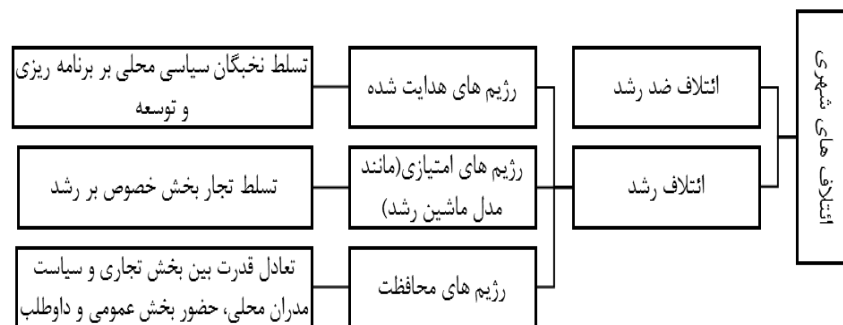 ائتلاف های شهری
ائتلاف ضد رشد
ائتلاف رشد
رژیم های هدایت شده
تسلط نخبگان سیاسی محلی بر برنامه ریزی
و توسعه
رژیم های امتیازی(مانند
مدل ماشین رشد)
تسلط تجار بخش خصوص بر رشد
رژیم های محافظت
تعادل قدرت بین بخش تجاری و سیاست
مدران محلی، حضور بخش عمومی و داوطلب